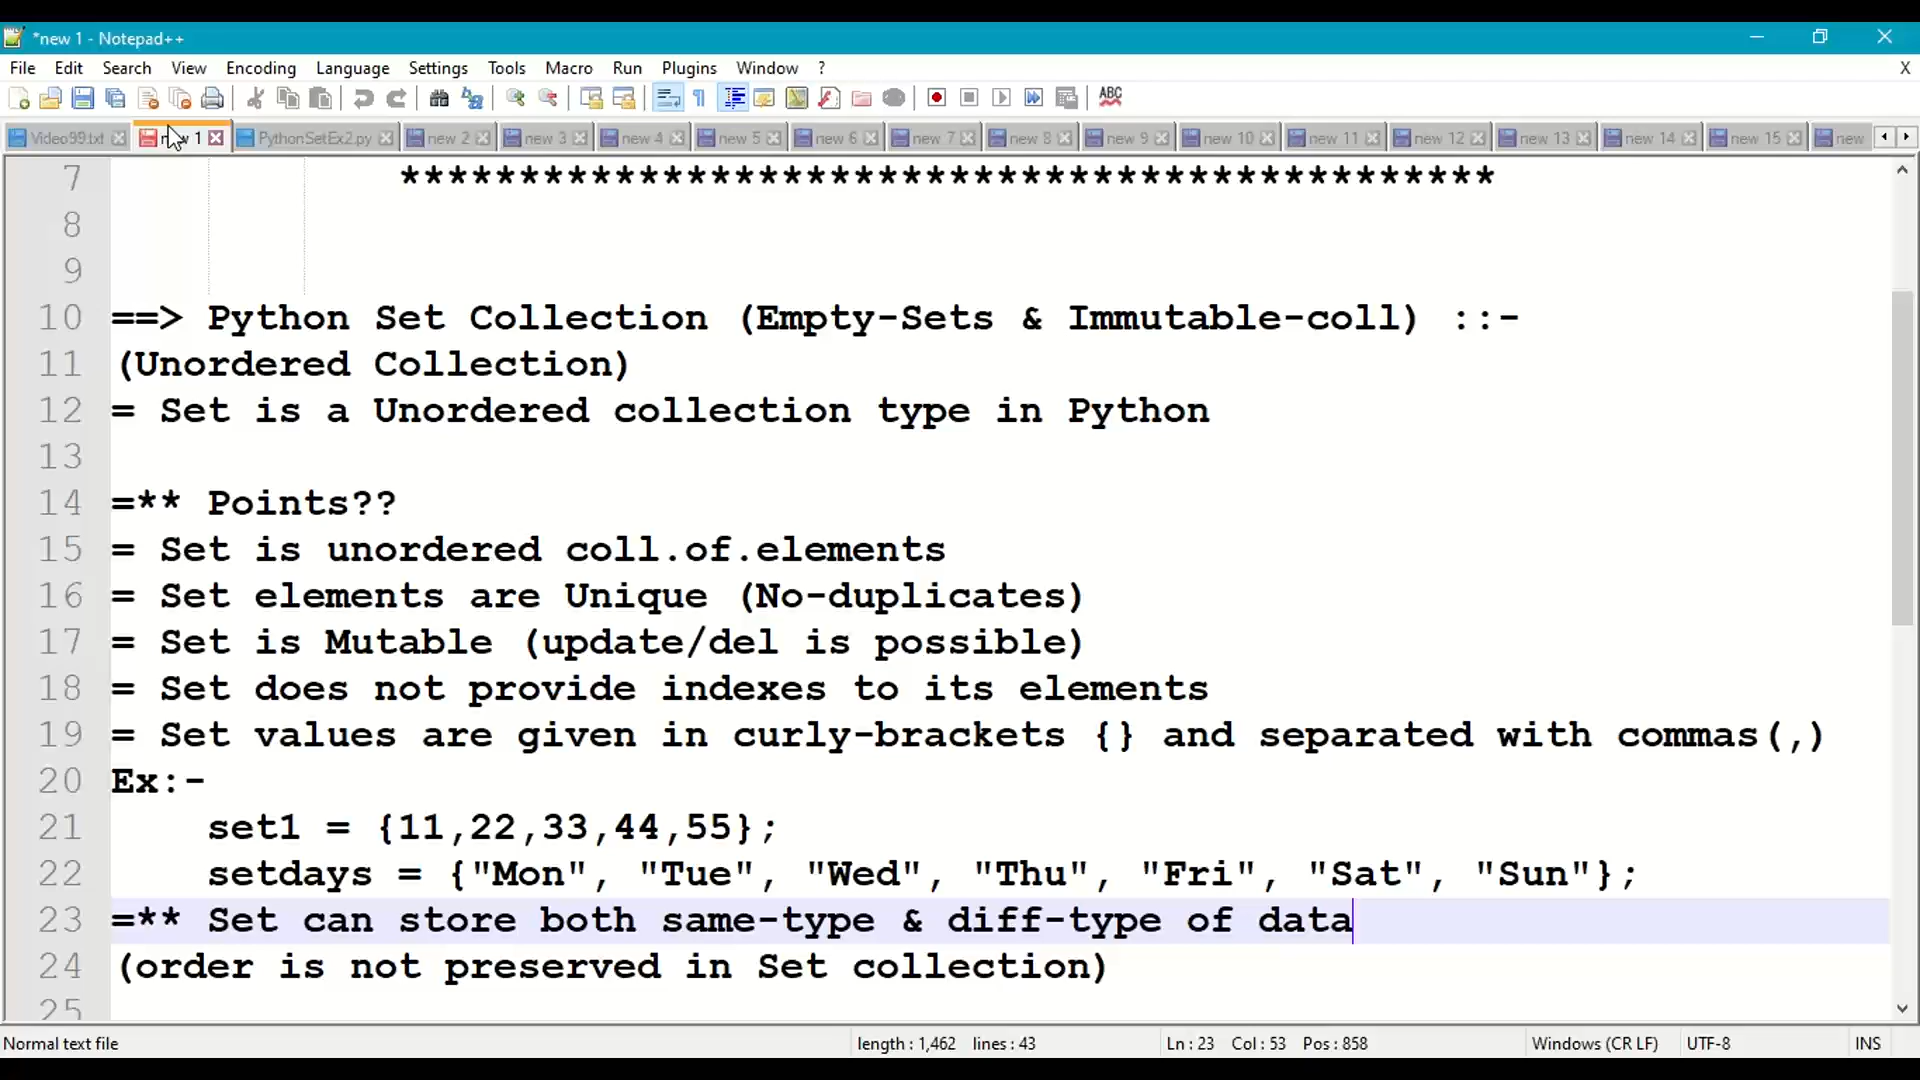 *new 1 - Notepad++
File Edit Search View Encoding Language Settings Tools Macro Run Plugins Window ? X
ABC
Video99.txt new 1 PythonSetEx2.py new 2 new 3 new 4 new 5 new 6 new 7 new 8 new 9 new 10 new 11 new 12 new 13 new 14 new 15 new
7 **********************************************
8
9
10 ==> Python Set Collection (Empty-Sets & Immutable-coll) ::-
11 (Unordered Collection)
12 = Set is a Unordered collection type in Python
13
14 =** Points??
15 = Set is unordered coll.of.elements
16 = Set elements are Unique (No-duplicates)
17 = Set is Mutable (update/del is possible)
18 = Set does not provide indexes to its elements
19 = Set values are given in curly-brackets {} and separated with commas(,)
20 Ex:-
21 set1 = {11,22,33,44,55};
22 setdays = {"Mon", "Tue", "Wed", "Thu", "Fri", "Sat", "Sun"};
23 =** Set can store both same-type & diff-type of data
24 (order is not preserved in Set collection)
25
Normal text file length : 1,462 lines : 43 Ln : 23 Col : 53 Pos : 858 Windows (CR LF) UTF-8 INS